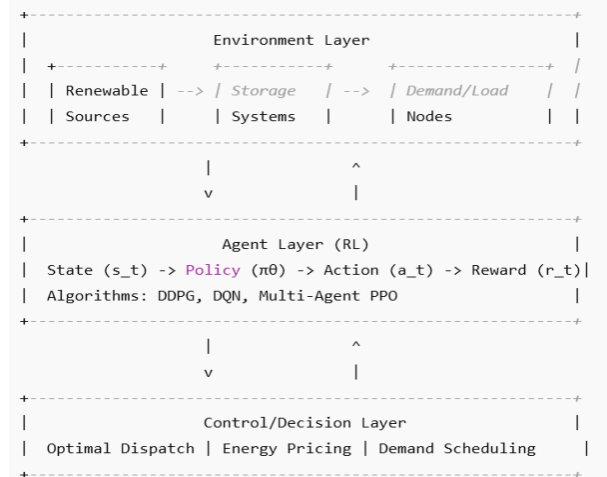 +---------------------------------------------------------------+
|                        Environment Layer                          |
|  +------------+      +------------+      +-----------------+  |
|  | Renewable | --> | Storage   | --> | Demand/Load    |  |
|  | Sources   |     | Systems   |     | Nodes          |  |
+---------------------------------------------------------------+
                      |                 ^
                      v                 |
+---------------------------------------------------------------+
|                        Agent Layer (RL)                           |
|  State (s_t) -> Policy (πθ) -> Action (a_t) -> Reward (r_t)|
|  Algorithms: DDPG, DQN, Multi-Agent PPO                          |
+---------------------------------------------------------------+
                      |                 ^
                      v                 |
+---------------------------------------------------------------+
|                      Control/Decision Layer                       |
|  Optimal Dispatch | Energy Pricing | Demand Scheduling      |
+---------------------------------------------------------------+